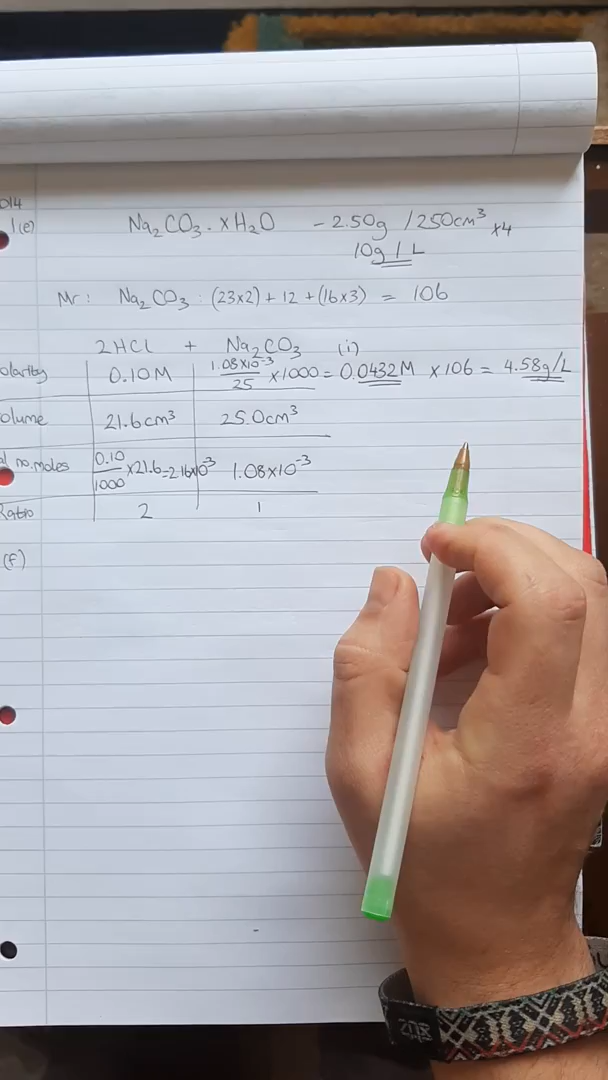 014
1(e) Na₂CO₃. xH₂O - 2.50g /250cm³ x4
10g/L
Mr: Na₂CO₃: (23x2) + 12 + (16x3) = 106
2HCl + Na₂CO₃ (i)
olarity 0.10M 1.08x10⁻³/25 x1000 = 0.0432M x106 = 4.58g/L
olume 21.6cm³ 25.0cm³
no.moles 0.10/1000 x21.6=2.16x10⁻³ 1.08x10⁻³
Ratio 2 1
(f)